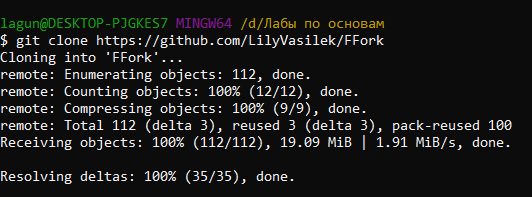 lagun@DESKTOP-PJGKES7 MINGW64 /d/Лабы по основам
$ git clone https://github.com/LilyVasilek/FFork
Cloning into 'FFork'...
remote: Enumerating objects: 112, done.
remote: Counting objects: 100% (12/12), done.
remote: Compressing objects: 100% (9/9), done.
remote: Total 112 (delta 3), reused 3 (delta 3), pack-reused 100
Receiving objects: 100% (112/112), 19.09 MiB | 1.91 MiB/s, done.
Resolving deltas: 100% (35/35), done.